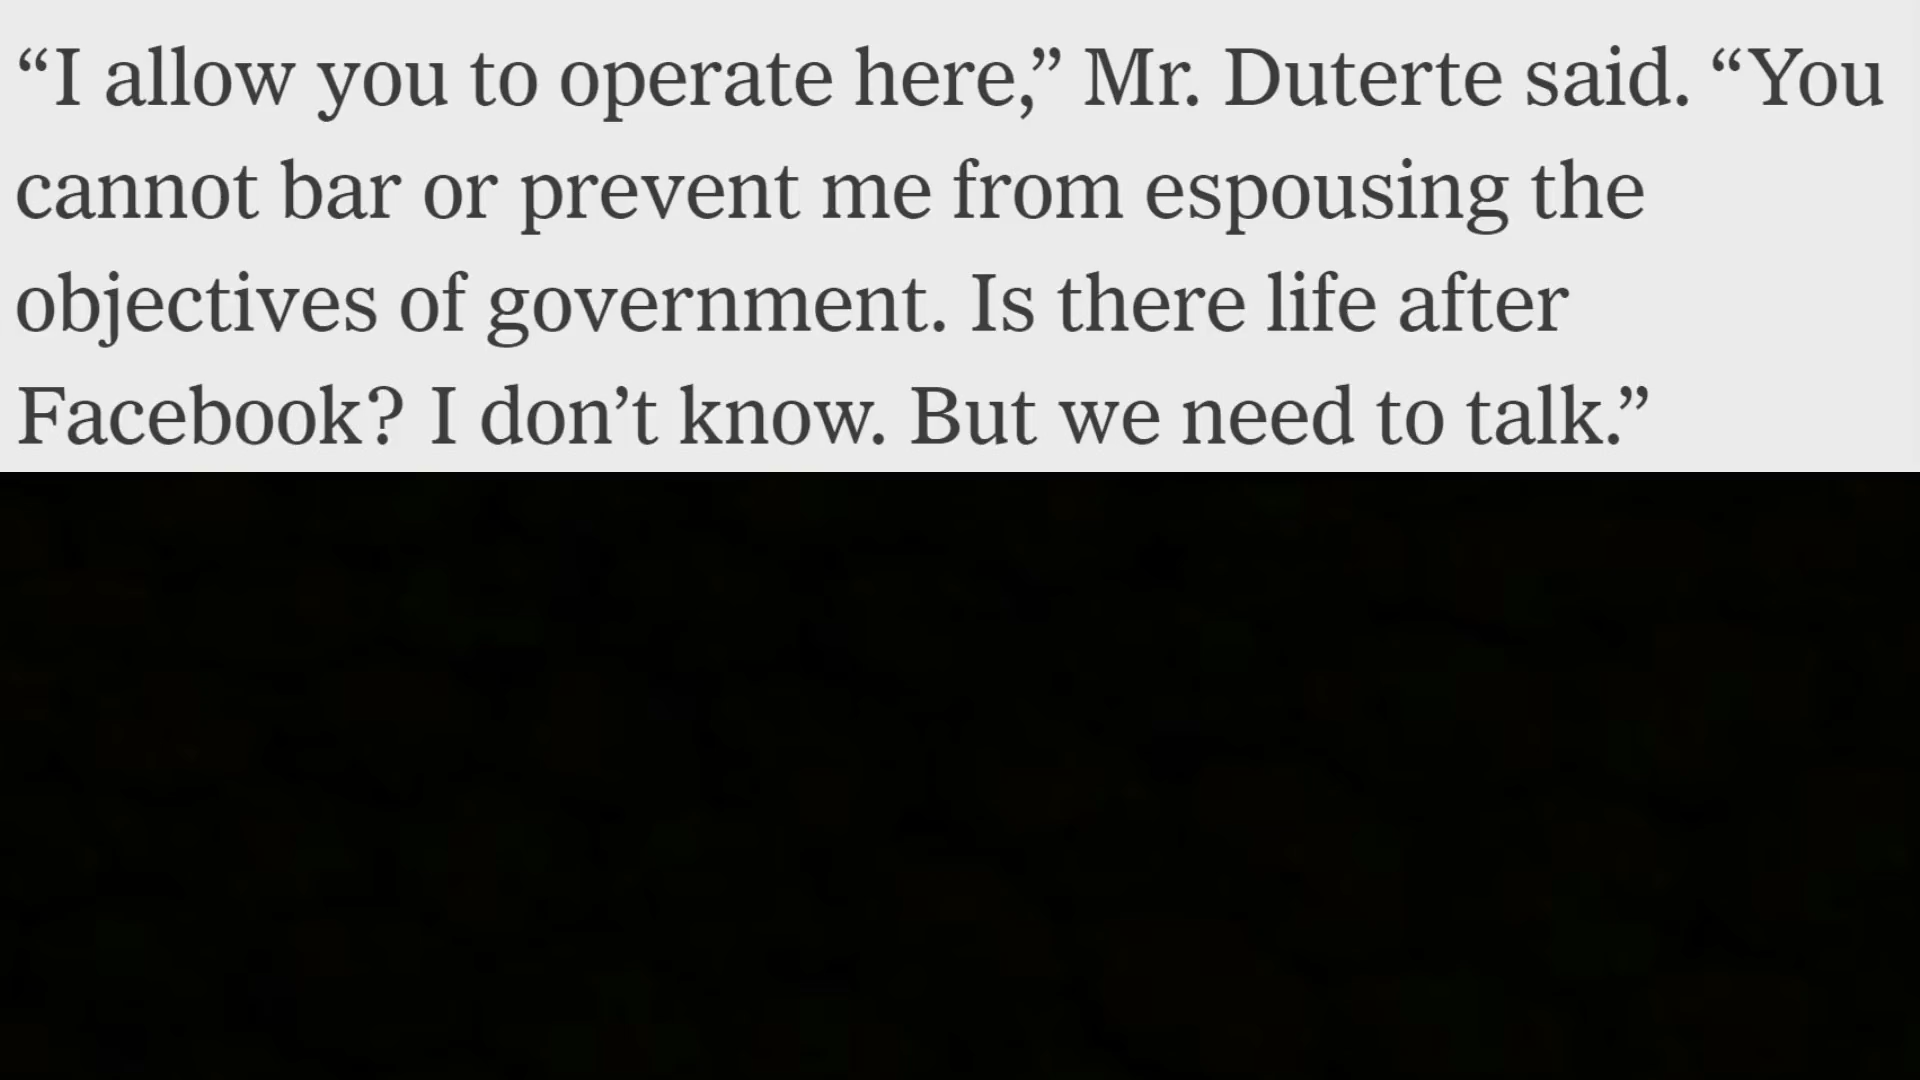 “I allow you to operate here,” Mr. Duterte said. “You
cannot bar or prevent me from espousing the
objectives of government. Is there life after
Facebook? I don’t know. But we need to talk.”